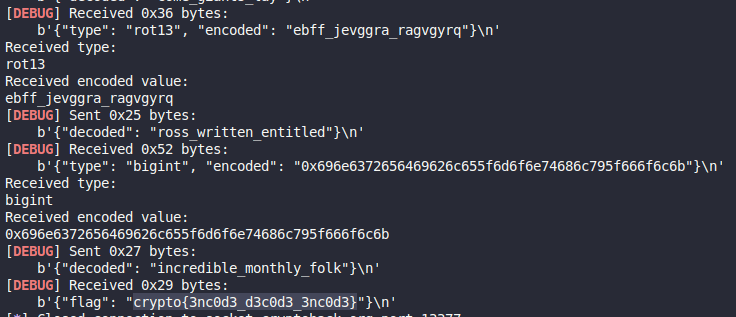 [DEBUG] Received 0x36 bytes:
b'{"type": "rot13", "encoded": "ebff_jevggra_ragvgyrq"}\n'
Received type:
rot13
Received encoded value:
ebff_jevggra_ragvgyrq
[DEBUG] Sent 0x25 bytes:
b'{"decoded": "ross_written_entitled"}\n'
[DEBUG] Received 0x52 bytes:
b'{"type": "bigint", "encoded": "0x696e6372656469626c655f6d6f6e74686c795f666f6c6b"}\n'
Received type:
bigint
Received encoded value:
0x696e6372656469626c655f6d6f6e74686c795f666f6c6b
[DEBUG] Sent 0x27 bytes:
b'{"decoded": "incredible_monthly_folk"}\n'
[DEBUG] Received 0x29 bytes:
b'{"flag": "crypto{3nc0d3_d3c0d3_3nc0d3}"}\n'